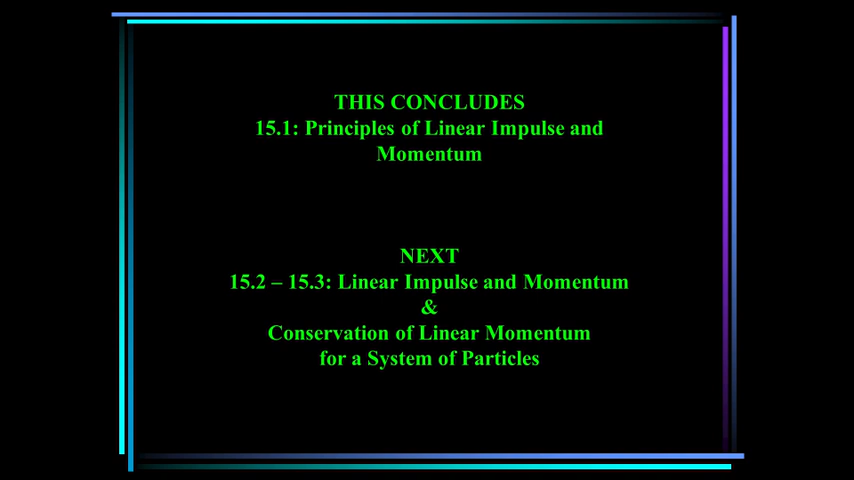 THIS CONCLUDES
15.1: Principles of Linear Impulse and
Momentum
NEXT
15.2 – 15.3: Linear Impulse and Momentum
&
Conservation of Linear Momentum
for a System of Particles